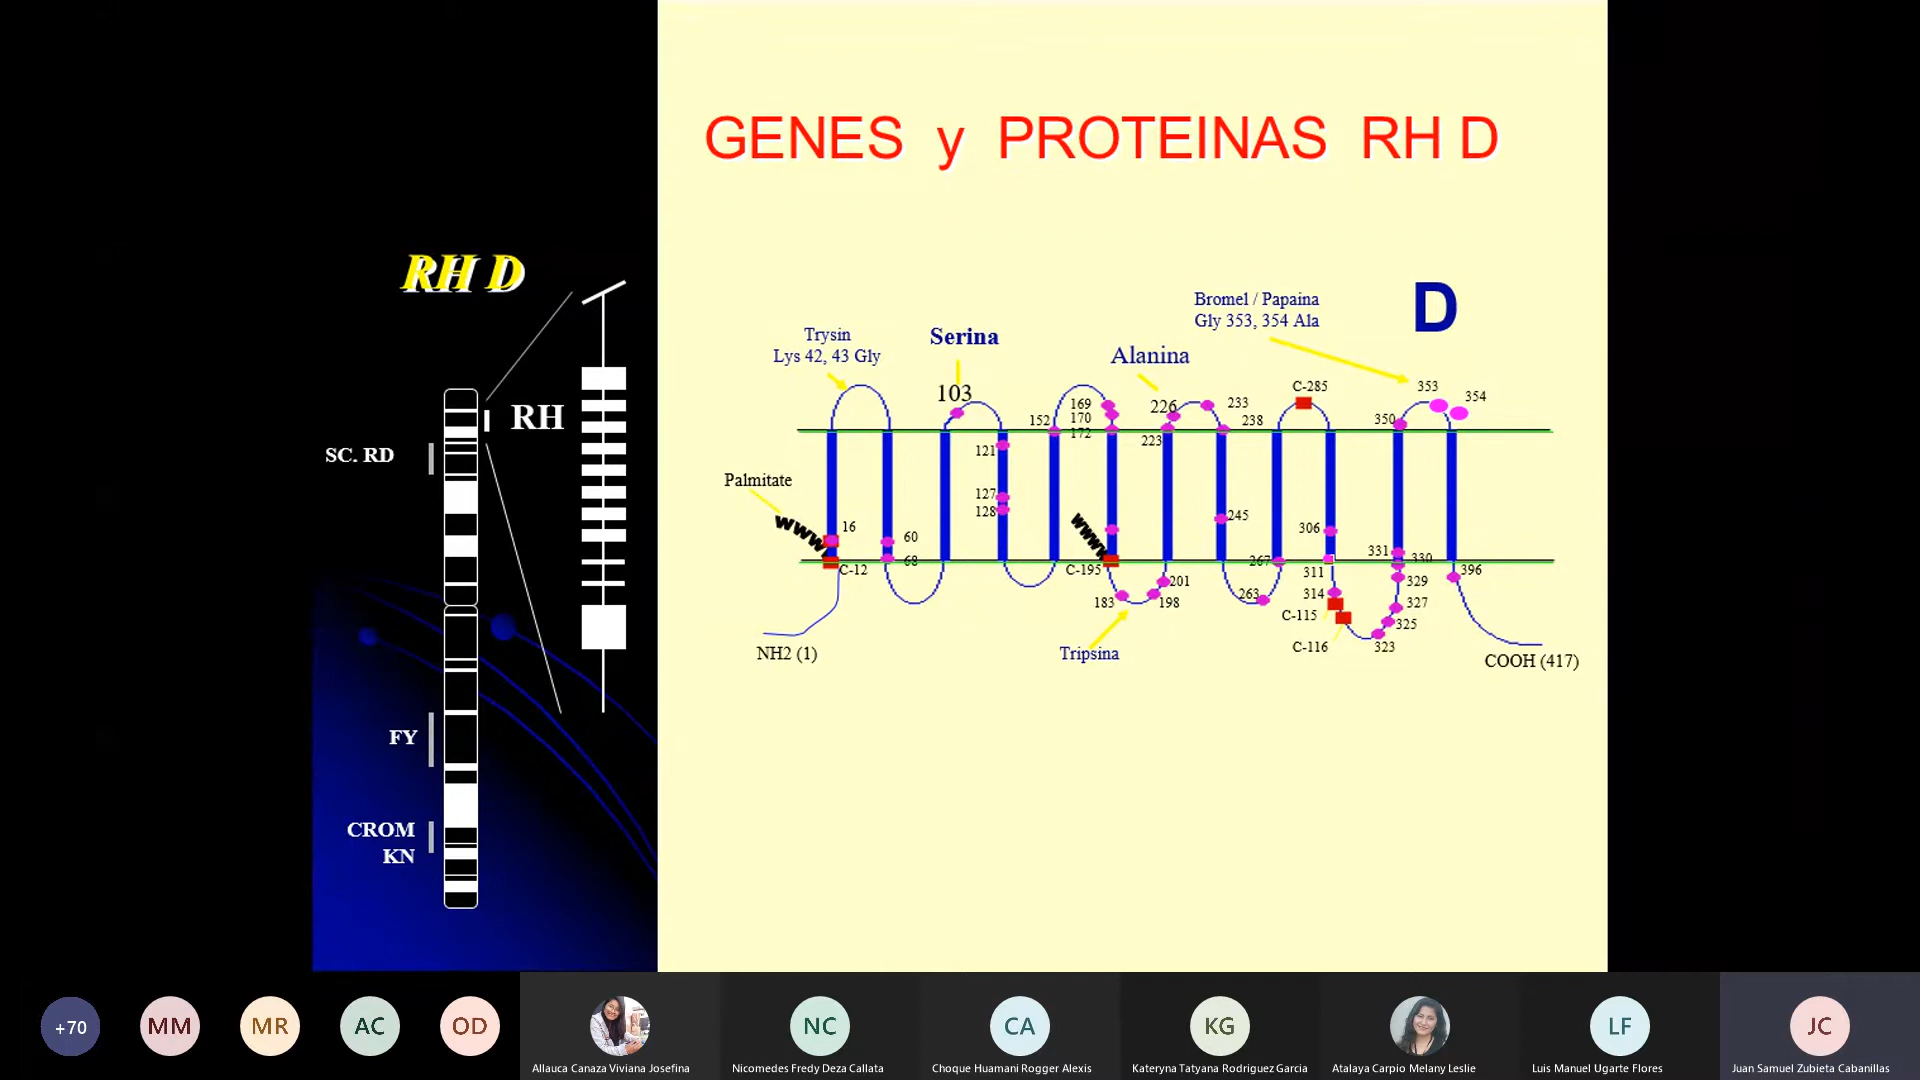 GENES y PROTEINAS RH D
RH D
RH
SC. RD
FY
CROM
KN
D
Bromel / Papaina
Gly 353, 354 Ala
Trysin
Lys 42, 43 Gly
Serina
Alanina
103
152
169
170
172
226
223
233
238
C-285
350
353
354
121
127
128
Palmitate
16
60
68
C-12
C-195
183
198
201
245
263
267
306
311
314
C-115
C-116
331
330
329
327
325
323
396
Tripsina
NH2 (1)
COOH (417)
+70
MM
MR
AC
OD
NC
CA
KG
LF
JC
Allauca Canaza Viviana Josefina
Nicomedes Fredy Deza Callata
Choque Huamani Rogger Alexis
Kateryna Tatyana Rodriguez Garcia
Atalaya Carpio Melany Leslie
Luis Manuel Ugarte Flores
Juan Samuel Zubieta Cabanillas